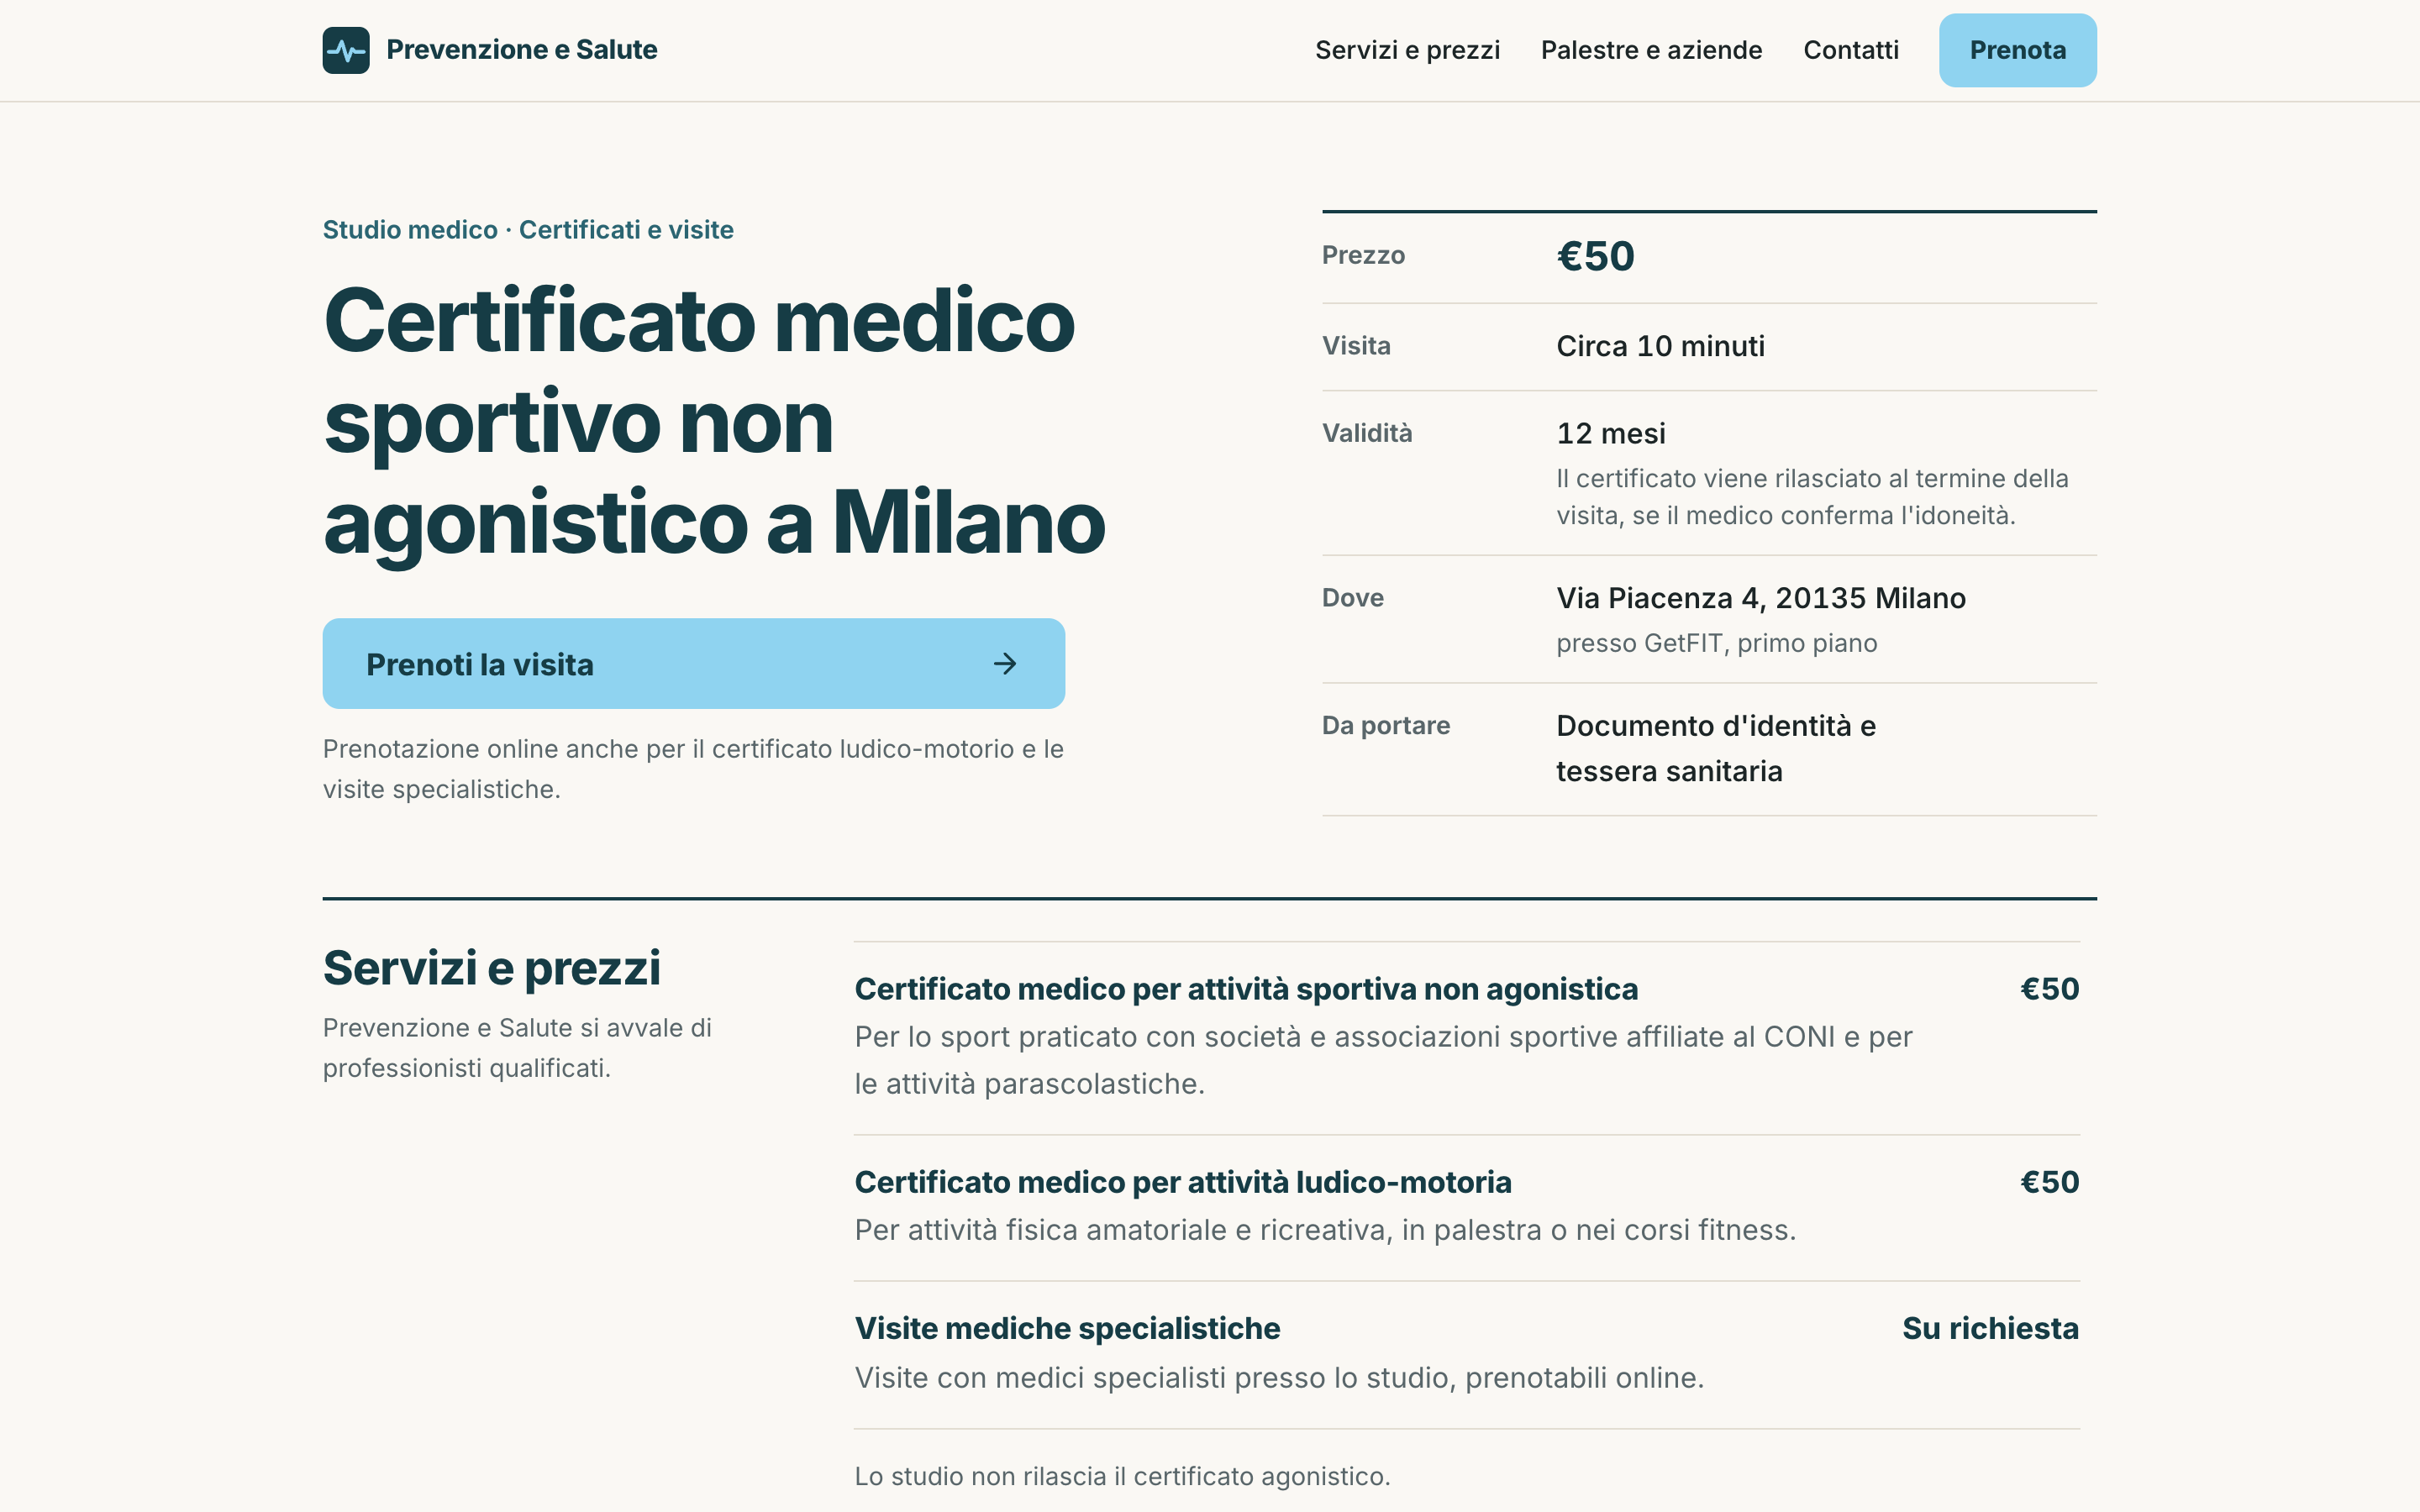 Prevenzione e Salute
Servizi e prezzi
Palestre e aziende
Contatti
Prenota
Studio medico · Certificati e visite
Certificato medico
sportivo non
agonistico a Milano
Prenoti la visita
Prenotazione online anche per il certificato ludico-motorio e le
visite specialistiche.
Prezzo
€50
Visita
Circa 10 minuti
Validità
12 mesi
Il certificato viene rilasciato al termine della
visita, se il medico conferma l'idoneità.
Dove
Via Piacenza 4, 20135 Milano
presso GetFIT, primo piano
Da portare
Documento d'identità e
tessera sanitaria
Servizi e prezzi
Prevenzione e Salute si avvale di
professionisti qualificati.
Certificato medico per attività sportiva non agonistica
€50
Per lo sport praticato con società e associazioni sportive affiliate al CONI e per
le attività parascolastiche.
Certificato medico per attività ludico-motoria
€50
Per attività fisica amatoriale e ricreativa, in palestra o nei corsi fitness.
Visite mediche specialistiche
Su richiesta
Visite con medici specialisti presso lo studio, prenotabili online.
Lo studio non rilascia il certificato agonistico.